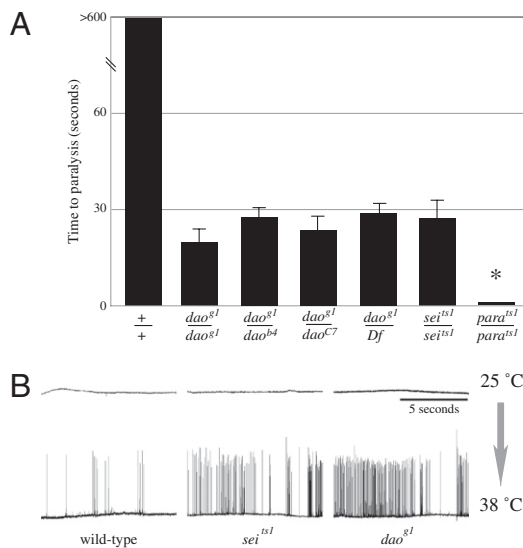 A
>600
60
30
0
Time to paralysis (seconds)
*
+
+
dao^g1
dao^g1
dao^g1
dao^b4
dao^g1
dao^C7
dao^g1
Df
sei^ts1
sei^ts1
para^ts1
para^ts1
B
25 °C
5 seconds
38 °C
wild-type
sei^ts1
dao^g1